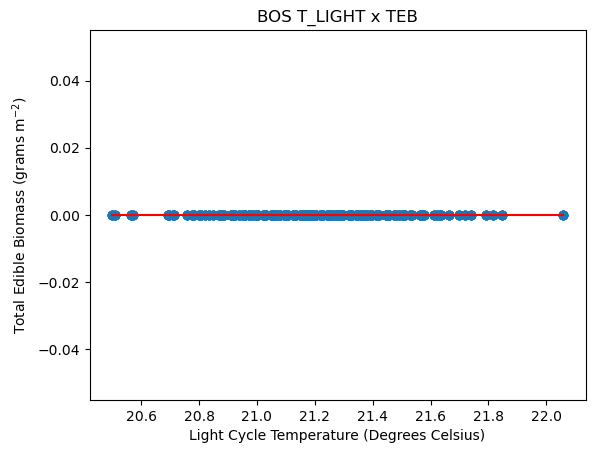 BOS T_LIGHT x TEB
Total Edible Biomass (grams m⁻²)
0.04
0.02
0.00
−0.02
−0.04
20.6 20.8 21.0 21.2 21.4 21.6 21.8 22.0
Light Cycle Temperature (Degrees Celsius)